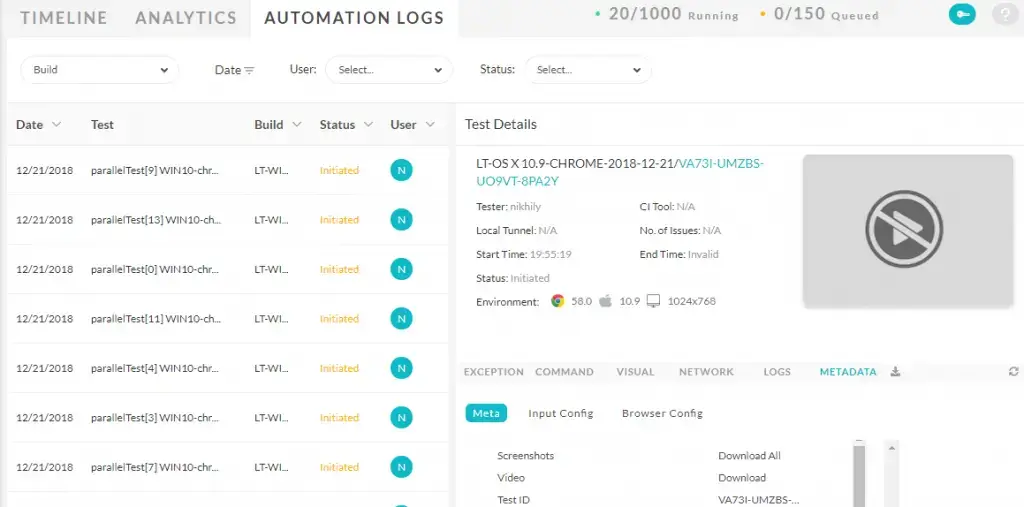 TIMELINE ANALYTICS AUTOMATION LOGS 20/1000 Running 0/150 Queued ?
Build Date User: Select... Status: Select...
Date Test Build Status User
Test Details
LT-OS X 10.9-CHROME-2018-12-21/VA73I-UMZBS-
UO9VT-8PA2Y
Tester: nikhily CI Tool: N/A
Local Tunnel: N/A No. of Issues: N/A
Start Time: 19:55:19 End Time: Invalid
Status: Initiated
Environment: 58.0 10.9 1024x768
12/21/2018 parallelTest[9] WIN10-chr... LT-WI... Initiated N
12/21/2018 parallelTest[13] WIN10-ch... LT-WI... Initiated N
12/21/2018 parallelTest[0] WIN10-chr... LT-WI... Initiated N
12/21/2018 parallelTest[11] WIN10-ch... LT-WI... Initiated N
12/21/2018 parallelTest[4] WIN10-chr... LT-WI... Initiated N
12/21/2018 parallelTest[3] WIN10-chr... LT-WI... Initiated N
12/21/2018 parallelTest[7] WIN10-chr... LT-WI... Initiated N
EXCEPTION COMMAND VISUAL NETWORK LOGS METADATA
Meta Input Config Browser Config
Screenshots Download All
Video Download
Test ID VA73I-UMZBS-...